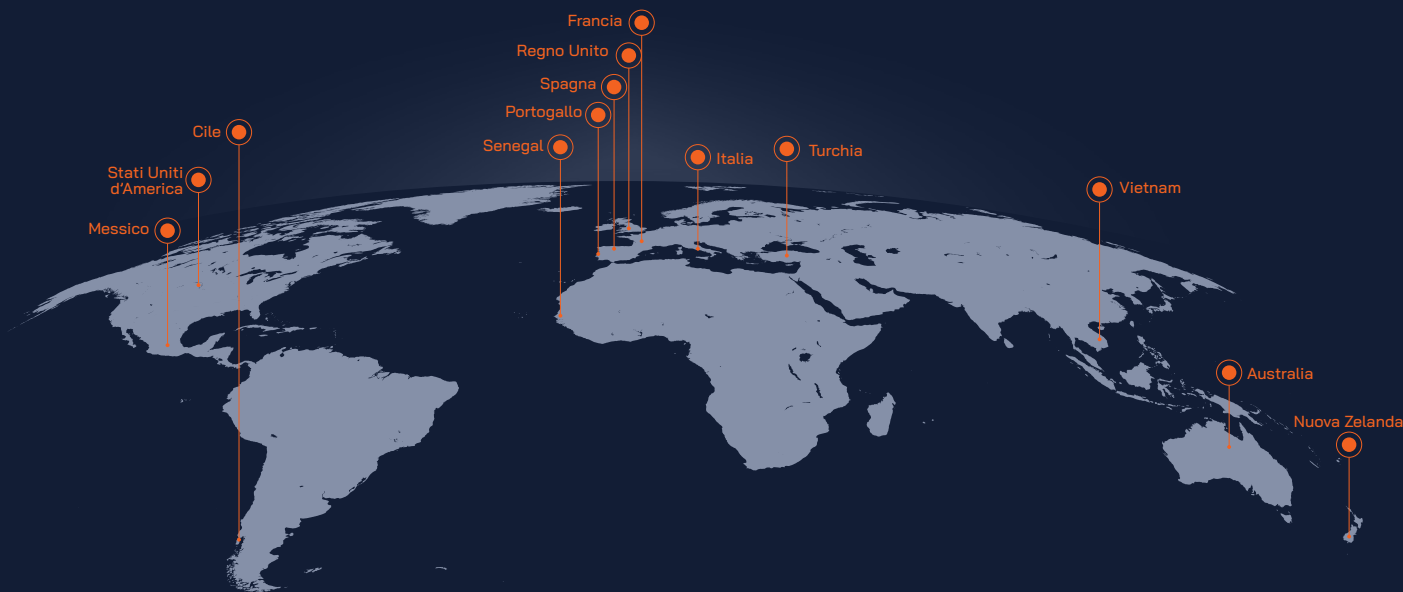 Francia
Regno Unito
Spagna
Portogallo
Cile
Senegal
Italia
Turchia
Stati Uniti
d'America
Vietnam
Messico
Australia
Nuova Zelanda